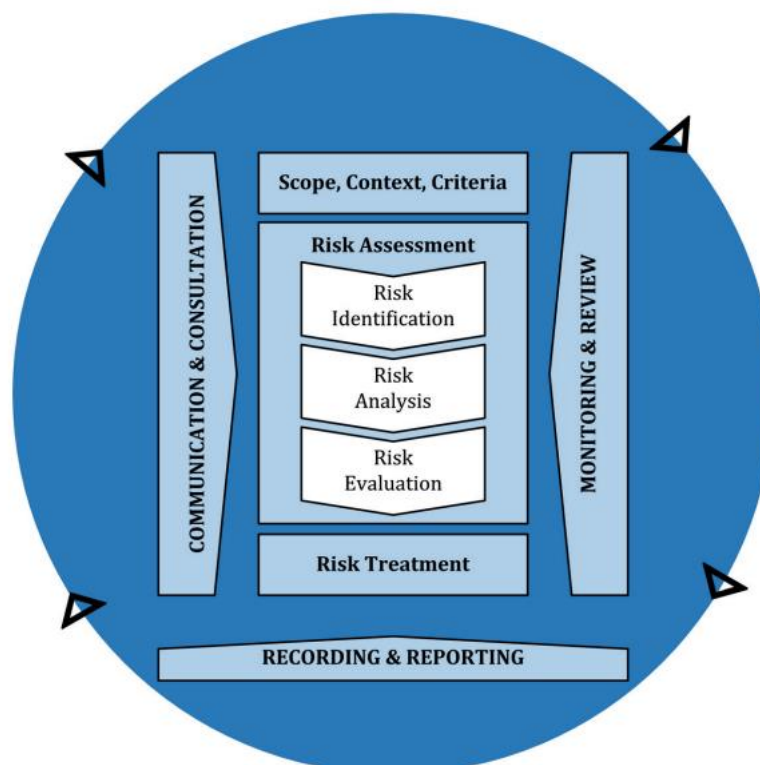 Scope, Context, Criteria
Risk Assessment
Risk
Identification
Risk
Analysis
Risk
Evaluation
Risk Treatment
COMMUNICATION & CONSULTATION
MONITORING & REVIEW
RECORDING & REPORTING